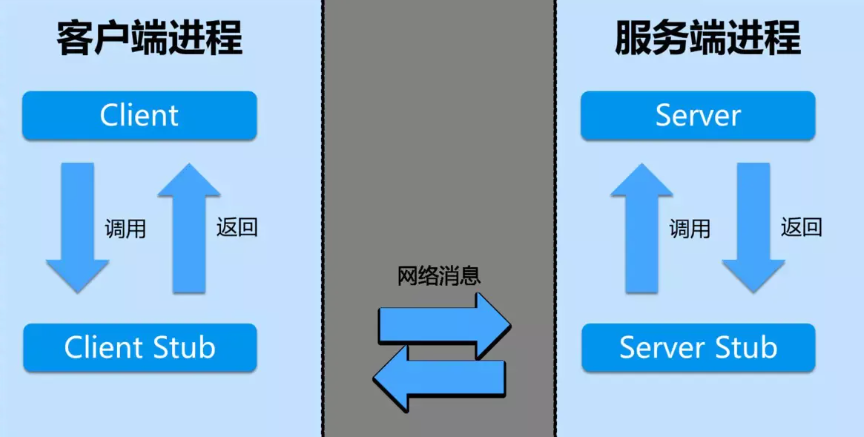 客户端进程
服务端进程
Client
Server
调用
返回
调用
返回
网络消息
Client Stub
Server Stub